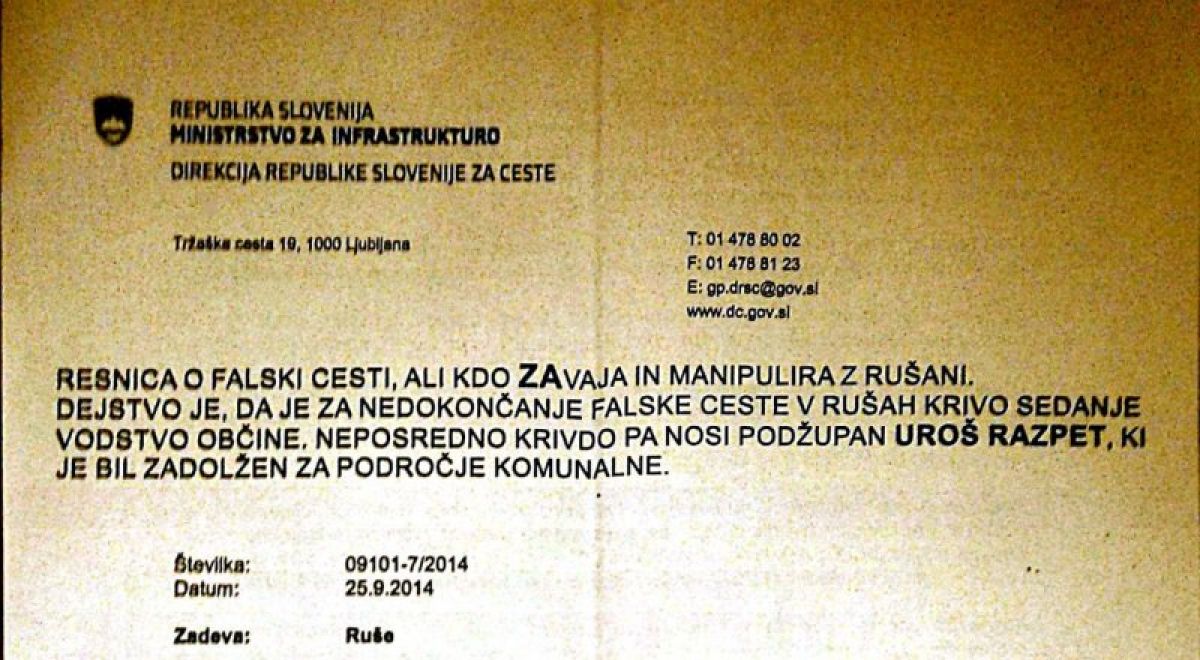 REPUBLIKA SLOVENIJA
MINISTRSTVO ZA INFRASTRUKTURO
DIREKCIJA REPUBLIKE SLOVENIJE ZA CESTE
Tržaška cesta 19, 1000 Ljubljana
T: 01 478 80 02
F: 01 478 81 23
E: gp.drsc@gov.si
www.dc.gov.si
RESNICA O FALSKI CESTI, ALI KDO ZAVAJA IN MANIPULIRA Z RUŠANI.
DEJSTVO JE, DA JE ZA NEDOKONČANJE FALSKE CESTE V RUŠAH KRIVO SEDANJE
VODSTVO OBČINE. NEPOSREDNO KRIVDO PA NOSI PODŽUPAN UROŠ RAZPET, KI
JE BIL ZADOLŽEN ZA PODROČJE KOMUNALNE.
Številka: 09101-7/2014
Datum: 25.9.2014
Zadeva: Ruše